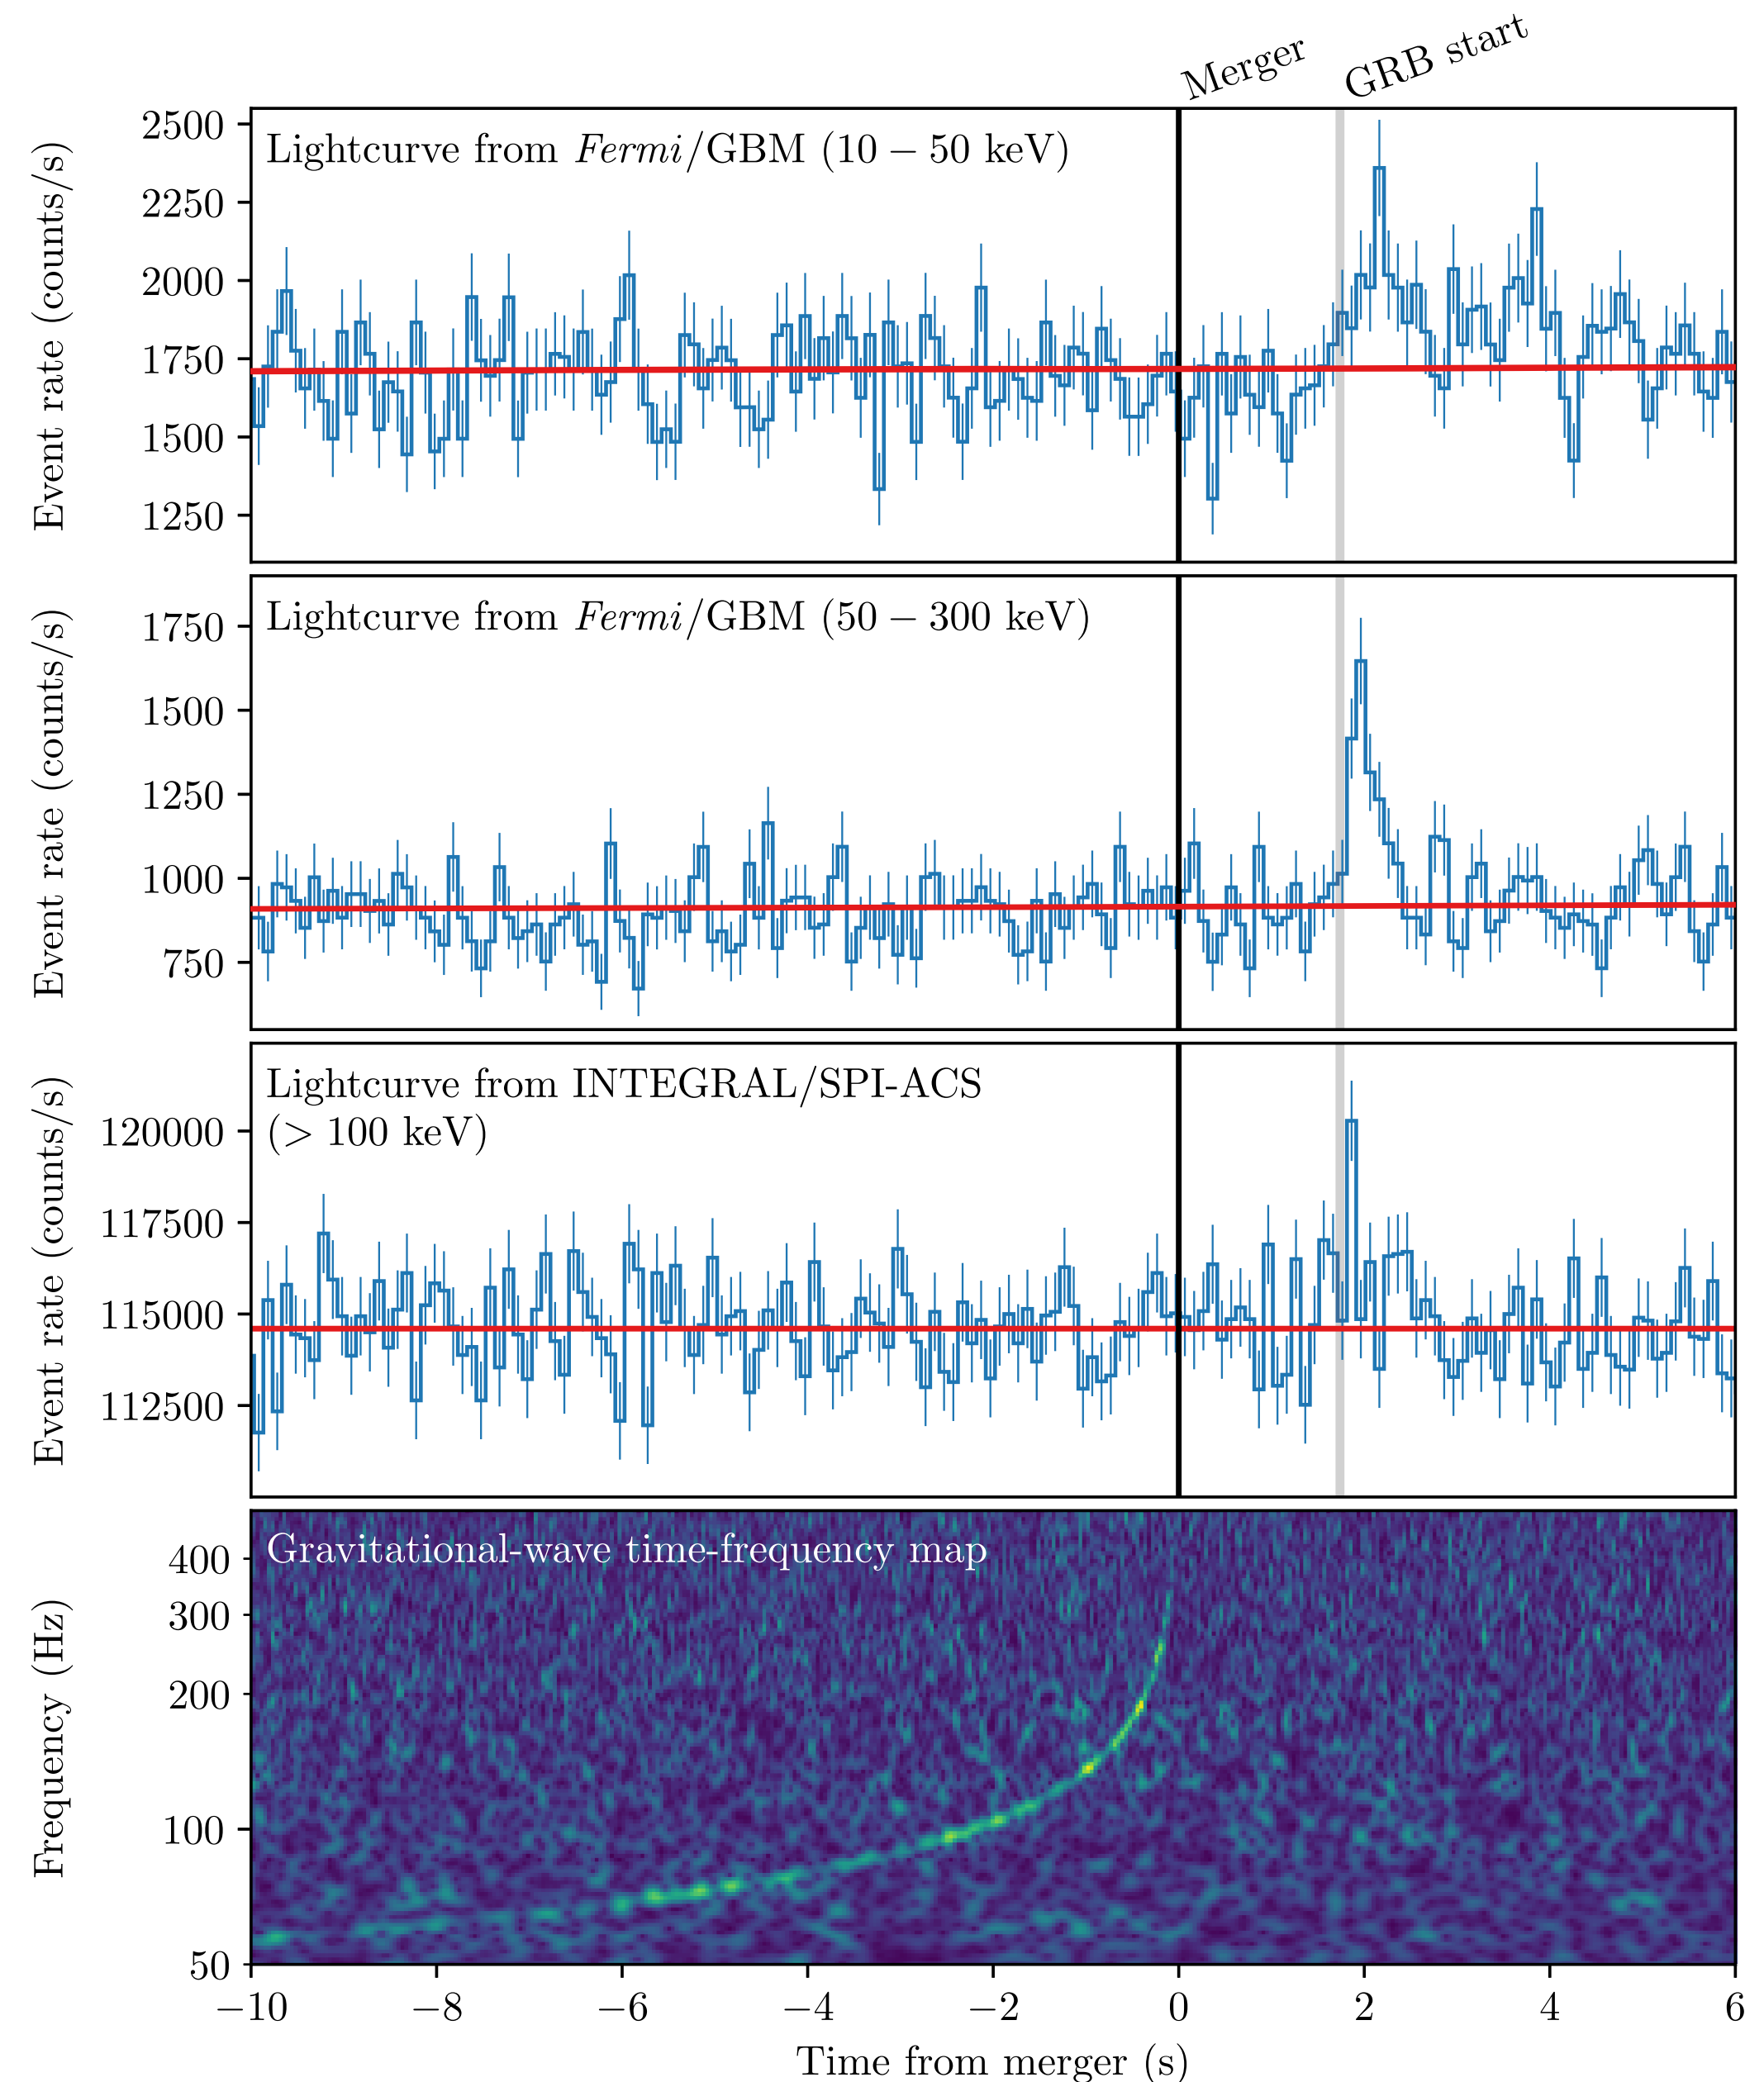 Merger
GRB start
Event rate (counts/s)
2500
2250
2000
1750
1500
1250
Lightcurve from Fermi/GBM (10 – 50 keV)
Event rate (counts/s)
1750
1500
1250
1000
750
Lightcurve from Fermi/GBM (50 – 300 keV)
Event rate (counts/s)
120000
117500
115000
112500
Lightcurve from INTEGRAL/SPI-ACS
(> 100 keV)
Frequency (Hz)
400
300
200
100
50
Gravitational-wave time-frequency map
−10 −8 −6 −4 −2 0 2 4 6
Time from merger (s)